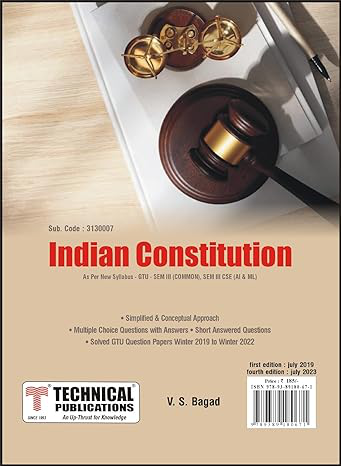 Sub. Code : 3130007
Indian Constitution
As Per New Syllabus - GTU - SEM III (COMMON), SEM III CSE (AI & ML)
• Simplified & Conceptual Approach
• Multiple Choice Questions with Answers • Short Answered Questions
• Solved GTU Question Papers Winter 2019 to Winter 2022
first edition : july 2019
fourth edition : july 2023
Price : ₹ 185/-
ISBN 978-93-89180-67-1
9789389180671
T
SINCE 1993
TECHNICAL
PUBLICATIONS
An Up-Thrust for Knowledge
V. S. Bagad